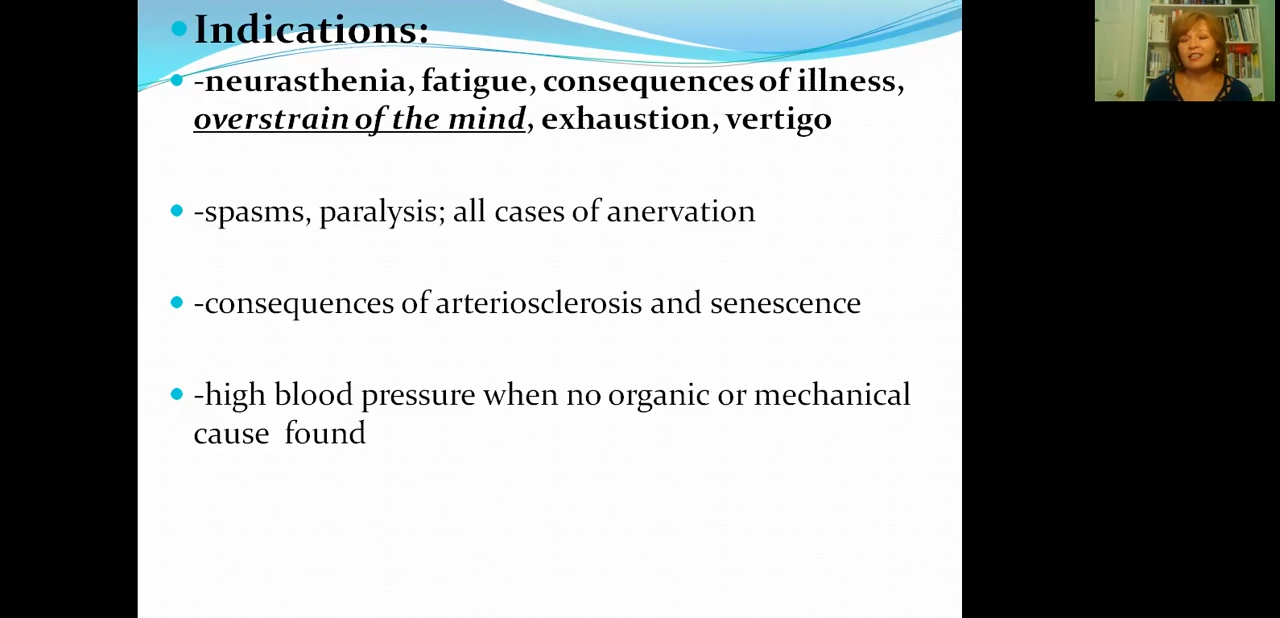 Indications:
-neurasthenia, fatigue, consequences of illness,
overstrain of the mind, exhaustion, vertigo
-spasms, paralysis; all cases of anervation
-consequences of arteriosclerosis and senescence
-high blood pressure when no organic or mechanical
cause found